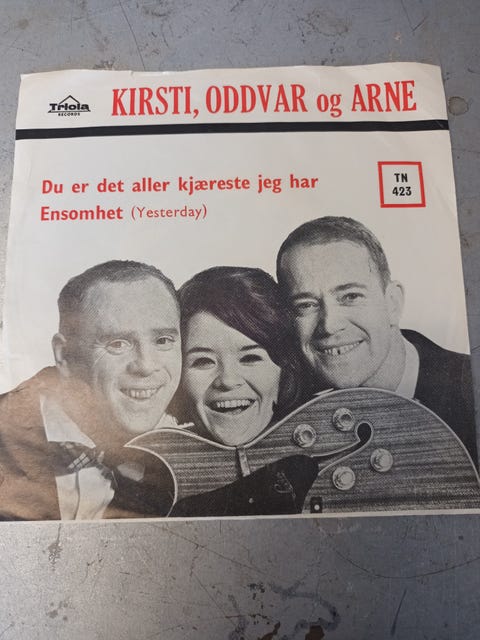 Triola
RECORDS
KIRSTI, ODDVAR og ARNE
Du er det aller kjæreste jeg har
Ensomhet (Yesterday)
TN
423